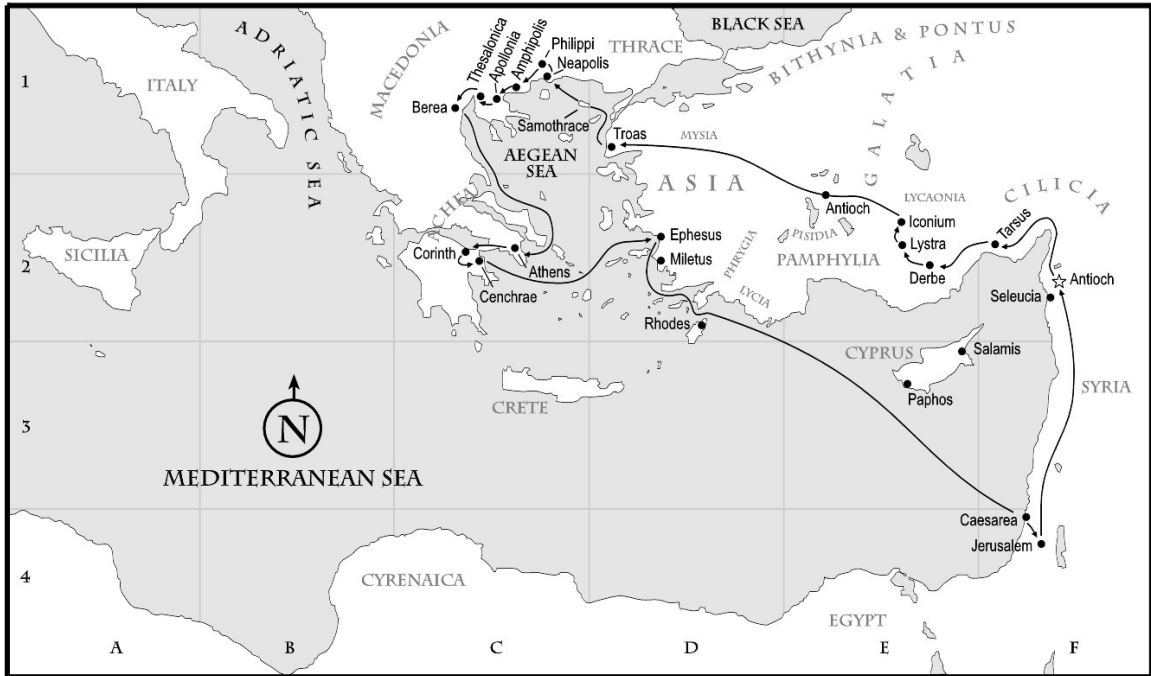 BLACK SEA
ADRIATIC SEA
ITALY
MACEDONIA
Thesalonica
Apollonia
Amphipolis
Philippi
Neapolis
THRACE
BITHYNIA & PONTUS
GALATIA
1
Berea
Samothrace
Troas
MYSIA
AEGEAN
SEA
ASIA
ACHEAU
Antioch
LYCAONIA
CILICIA
Iconium
Tarsus
PISIDIA
PHRYGIA
PAMPHYLIA
LYCIA
Lystra
Derbe
Ephesus
Miletus
Corinth
Athens
Cenchrae
SICILIA
2
Antioch
Seleucia
Rhodes
CYPRUS
Salamis
Paphos
SYRIA
CRETE
N
3
MEDITERRANEAN SEA
Caesarea
Jerusalem
4
CYRENAICA
EGYPT
A
B
C
D
E
F